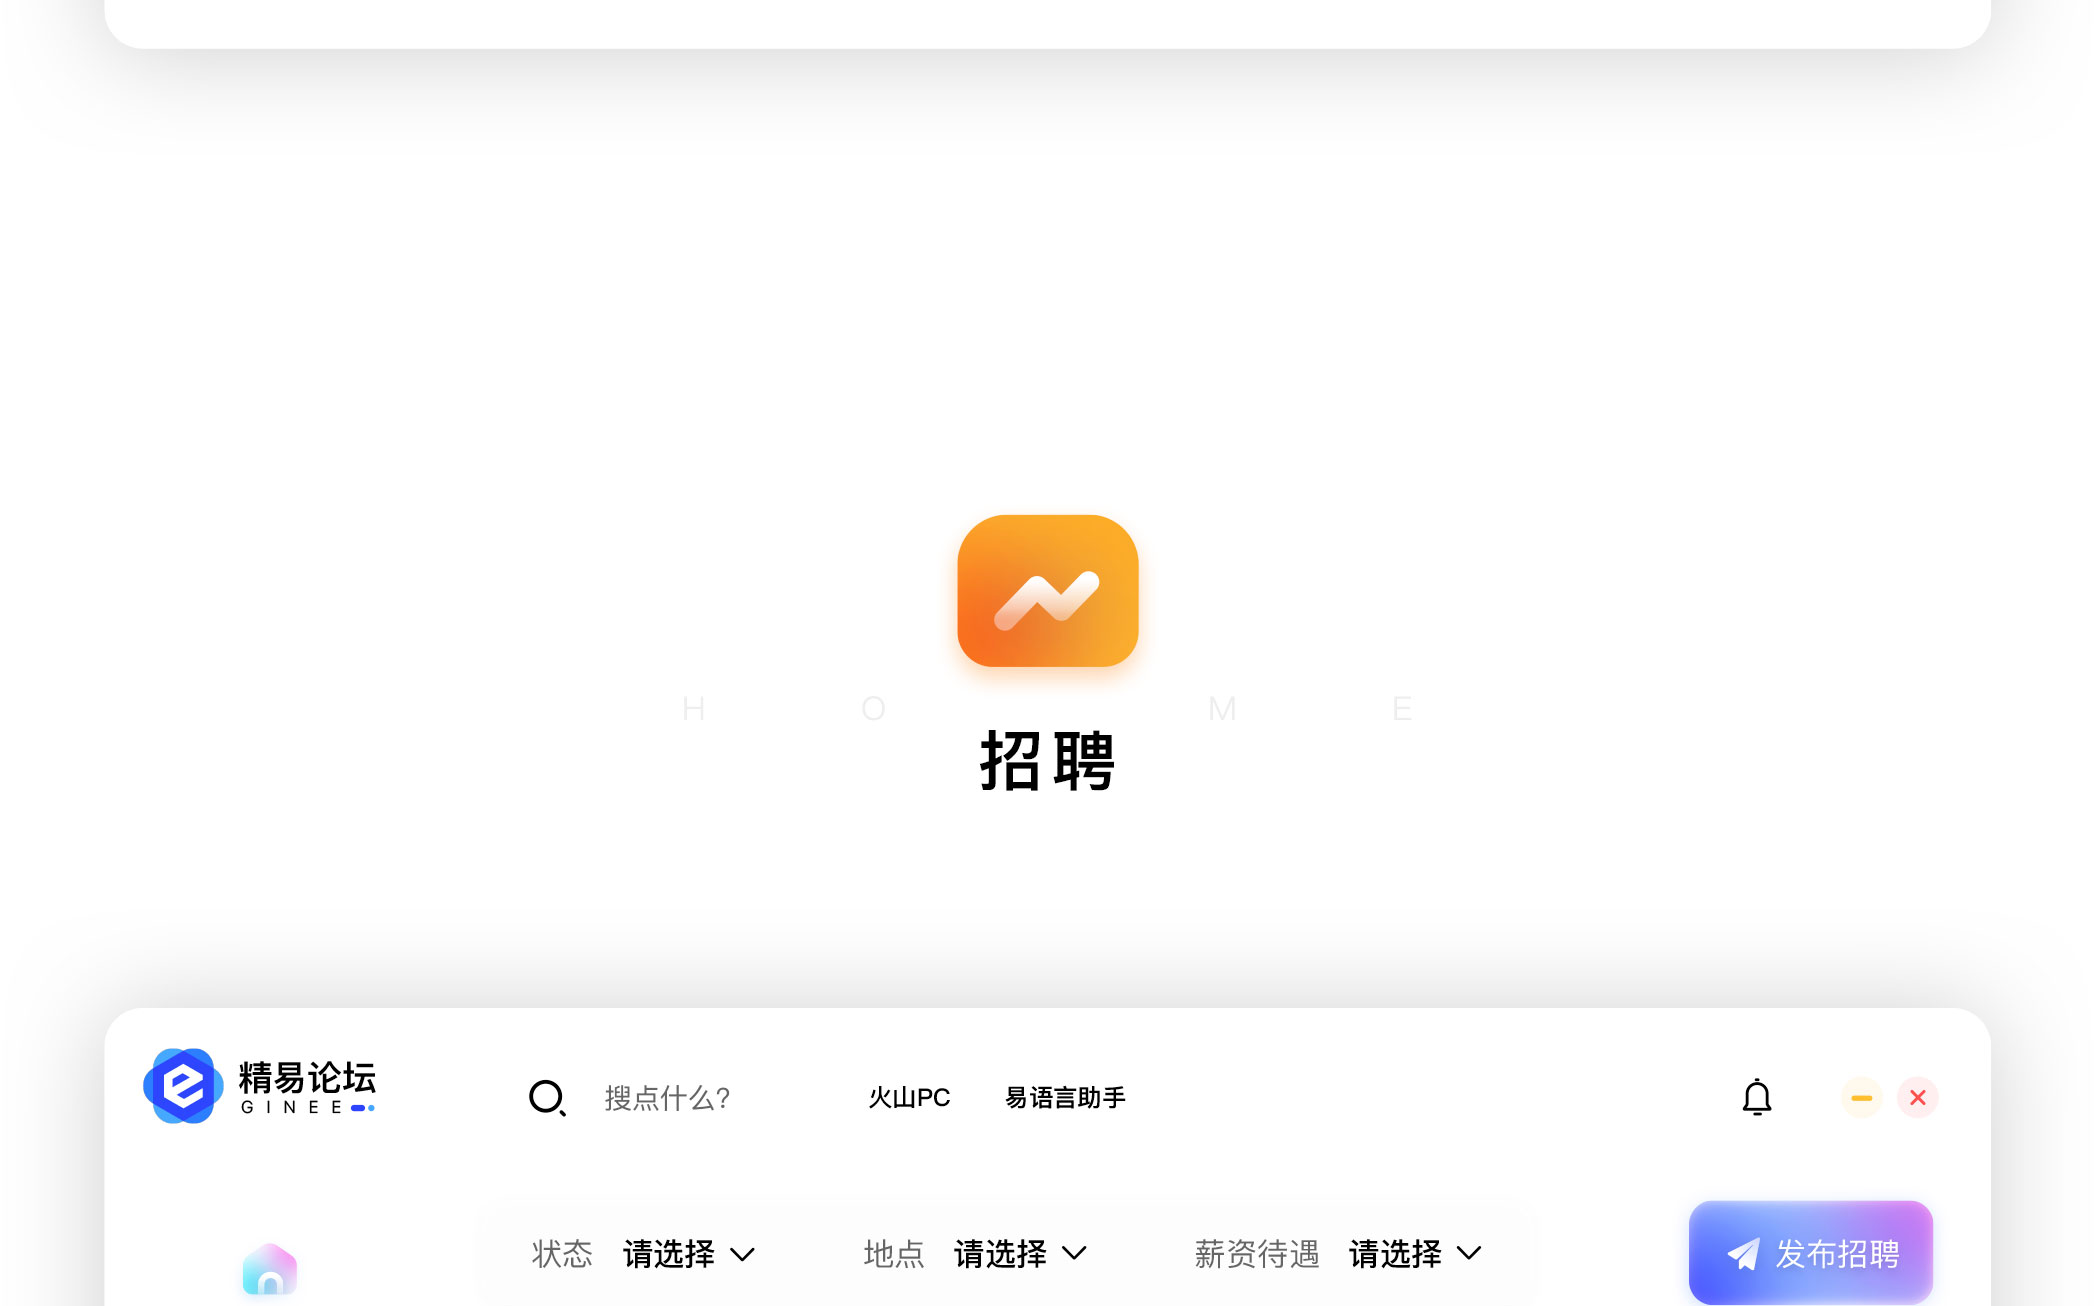 H O M E
招聘
精易论坛
GINEE
搜点什么?
火山PC
易语言助手
状态 请选择
地点 请选择
薪资待遇 请选择
发布招聘